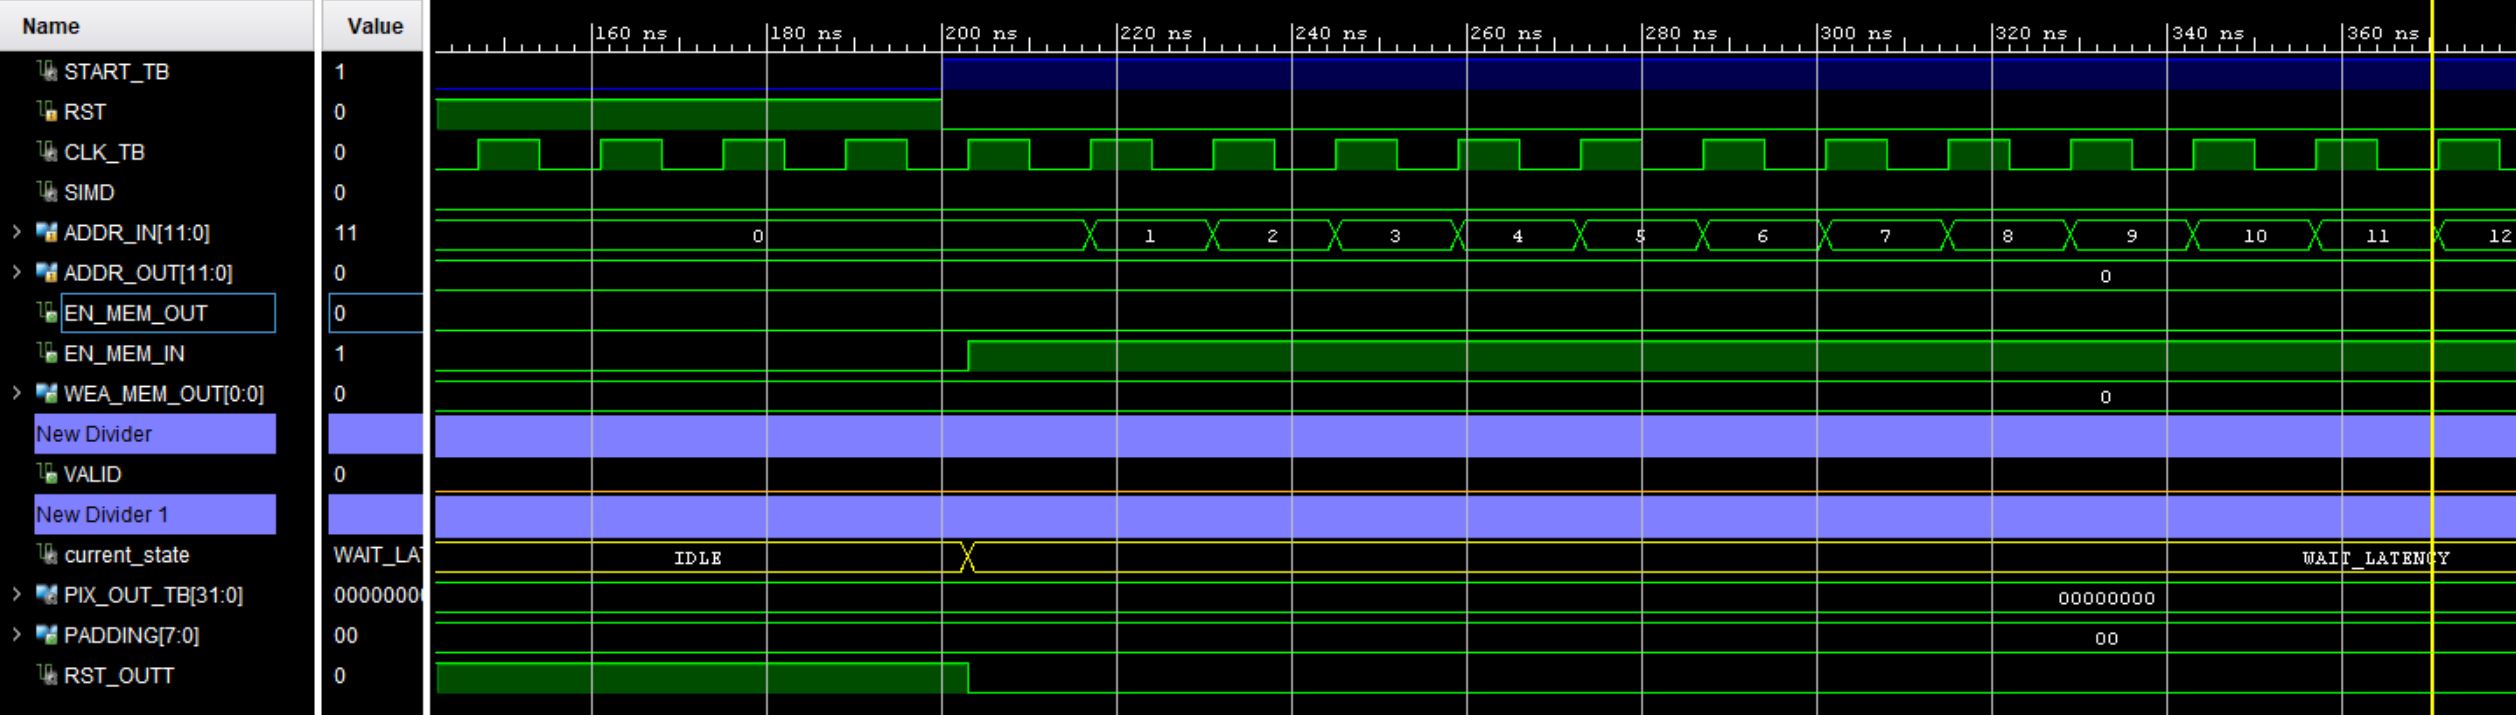 Name Value
160 ns 180 ns 200 ns 220 ns 240 ns 260 ns 280 ns 300 ns 320 ns 340 ns 360 ns
START_TB 1
RST 0
CLK_TB 0
SIMD 0
ADDR_IN[11:0] 11 0 1 2 3 4 5 6 7 8 9 10 11 12
ADDR_OUT[11:0] 0 0
EN_MEM_OUT 0
EN_MEM_IN 1
WEA_MEM_OUT[0:0] 0 0
New Divider
VALID 0
New Divider 1
current_state WAIT_LAT IDLE WAIT_LATENCY
PIX_OUT_TB[31:0] 00000000 00000000
PADDING[7:0] 00 00
RST_OUTT 0